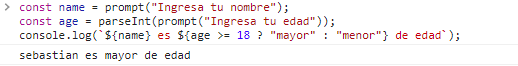 const name = prompt("Ingresa tu nombre");
const age = parseInt(prompt("Ingresa tu edad"));
console.log(`${name} es ${age >= 18 ? "mayor" : "menor"} de edad`);
sebastian es mayor de edad